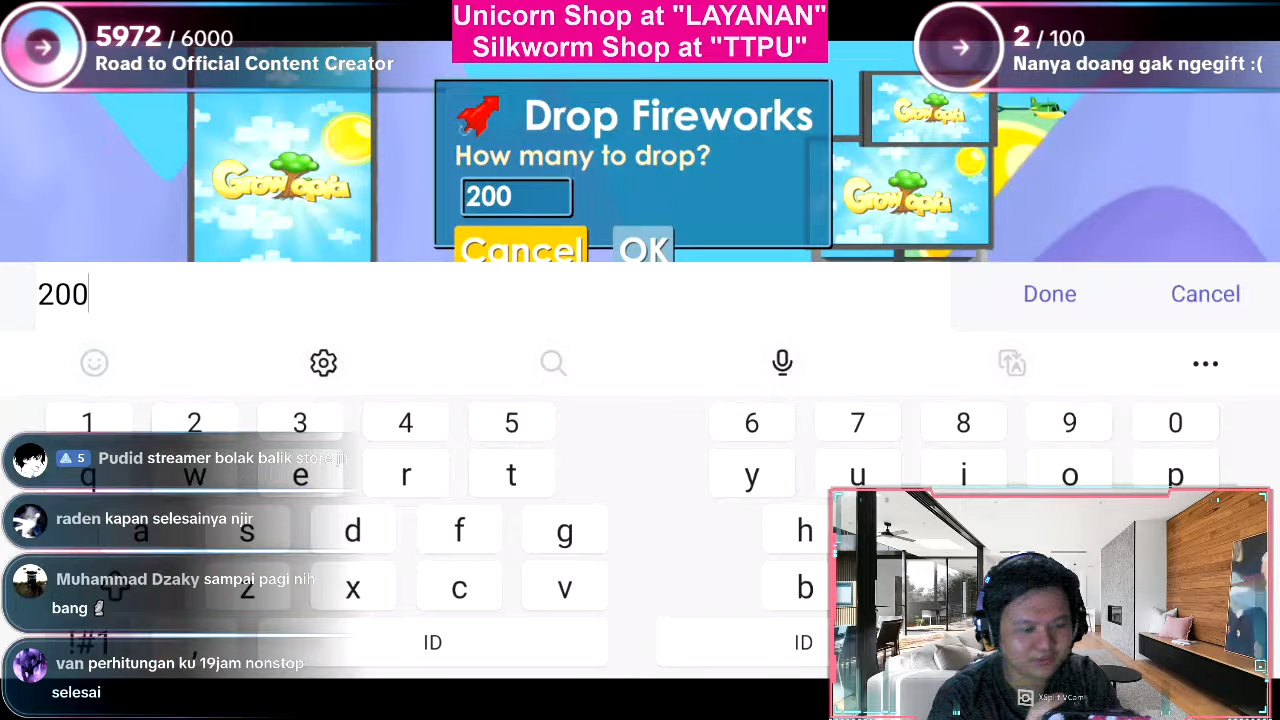 5972 / 6000
Road to Official Content Creator
Unicorn Shop at "LAYANAN"
Silkworm Shop at "TTPU"
2 / 100
Nanya doang gak ngegift :(
Growtopia
Growtopia
Growtopia
Drop Fireworks
How many to drop?
200
Cancel OK
200
Done Cancel
1 2 3 4 5 6 7 8 9 0
q w e r t y u i o p
a s d f g h
z x c v b
!#1 , ID ID
5 Pudid streamer bolak balik store
raden kapan selesainya njir
Muhammad Dzaky sampai pagi nih
bang
van perhitungan ku 19jam nonstop
selesai
XSplit VCam